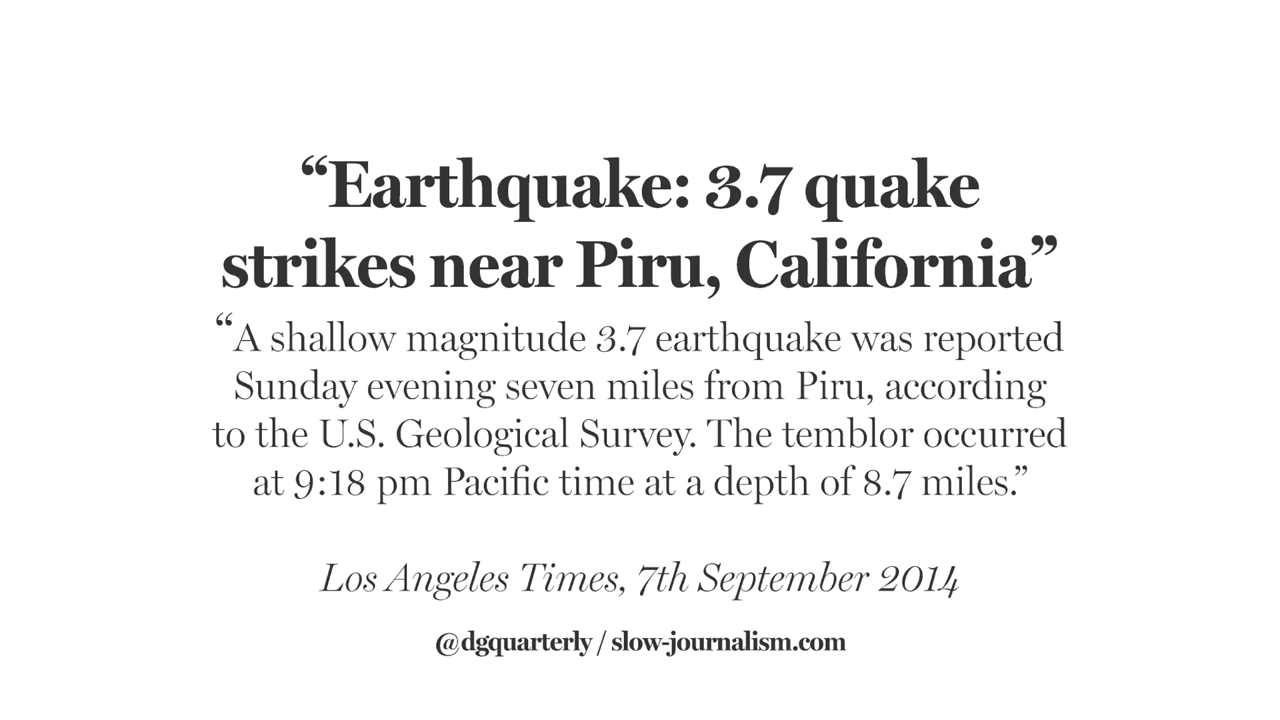 “Earthquake: 3.7 quake
strikes near Piru, California”
“A shallow magnitude 3.7 earthquake was reported
Sunday evening seven miles from Piru, according
to the U.S. Geological Survey. The temblor occurred
at 9:18 pm Pacific time at a depth of 8.7 miles.”
Los Angeles Times, 7th September 2014
@dgquarterly / slow-journalism.com